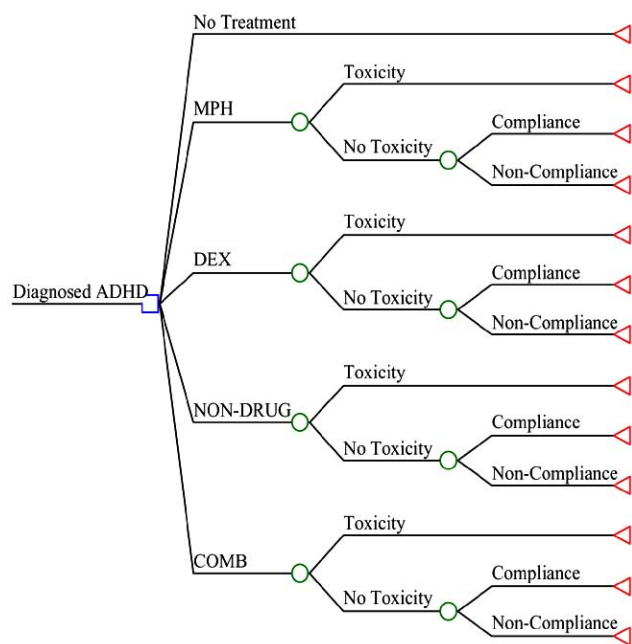 No Treatment
Toxicity
MPH
Compliance
No Toxicity
Non-Compliance
Toxicity
DEX
Compliance
No Toxicity
Non-Compliance
Diagnosed ADHD
Toxicity
NON-DRUG
Compliance
No Toxicity
Non-Compliance
Toxicity
COMB
Compliance
No Toxicity
Non-Compliance